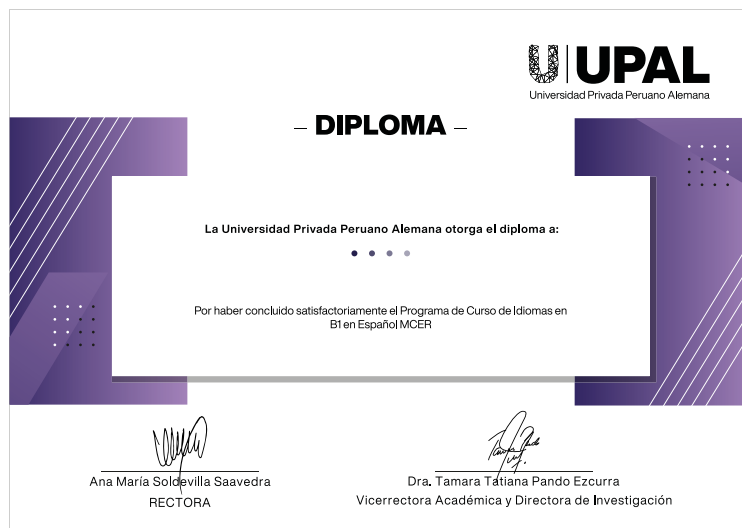 UPAL
Universidad Privada Peruano Alemana
– DIPLOMA –
La Universidad Privada Peruano Alemana otorga el diploma a:
Por haber concluido satisfactoriamente el Programa de Curso de Idiomas en
B1 en Español MCER
Ana María Soldevilla Saavedra
RECTORA
Dra. Tamara Tatiana Pando Ezcurra
Vicerrectora Académica y Directora de Investigación